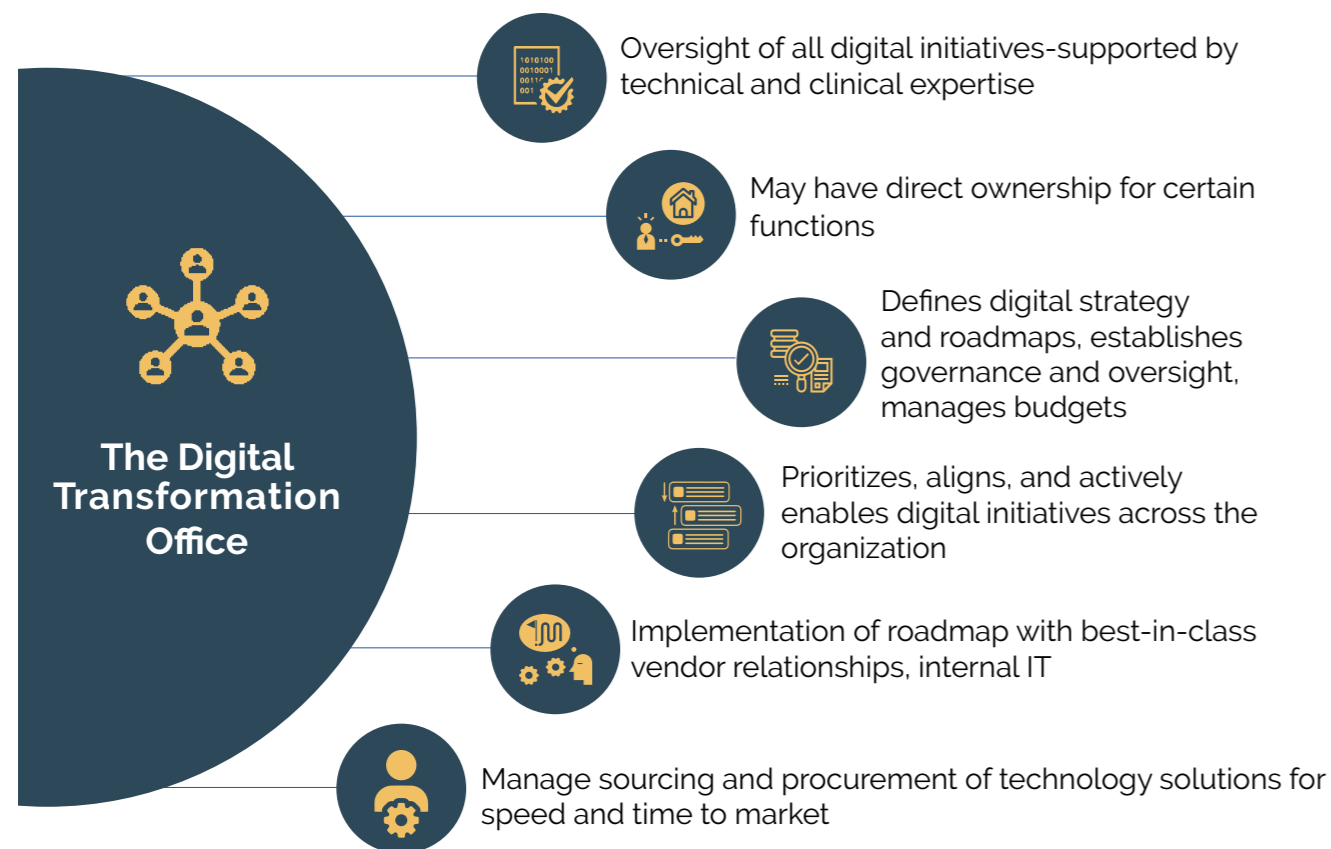 1010100
0010001
Oversight of all digital initiatives-supported by
technical and clinical expertise
May have direct ownership for certain
functions
Defines digital strategy
and roadmaps, establishes
governance and oversight,
manages budgets
The Digital
Transformation
Office
Prioritizes, aligns, and actively
enables digital initiatives across the
organization
Implementation of roadmap with best-in-class
vendor relationships, internal IT
Manage sourcing and procurement of technology solutions for
speed and time to market